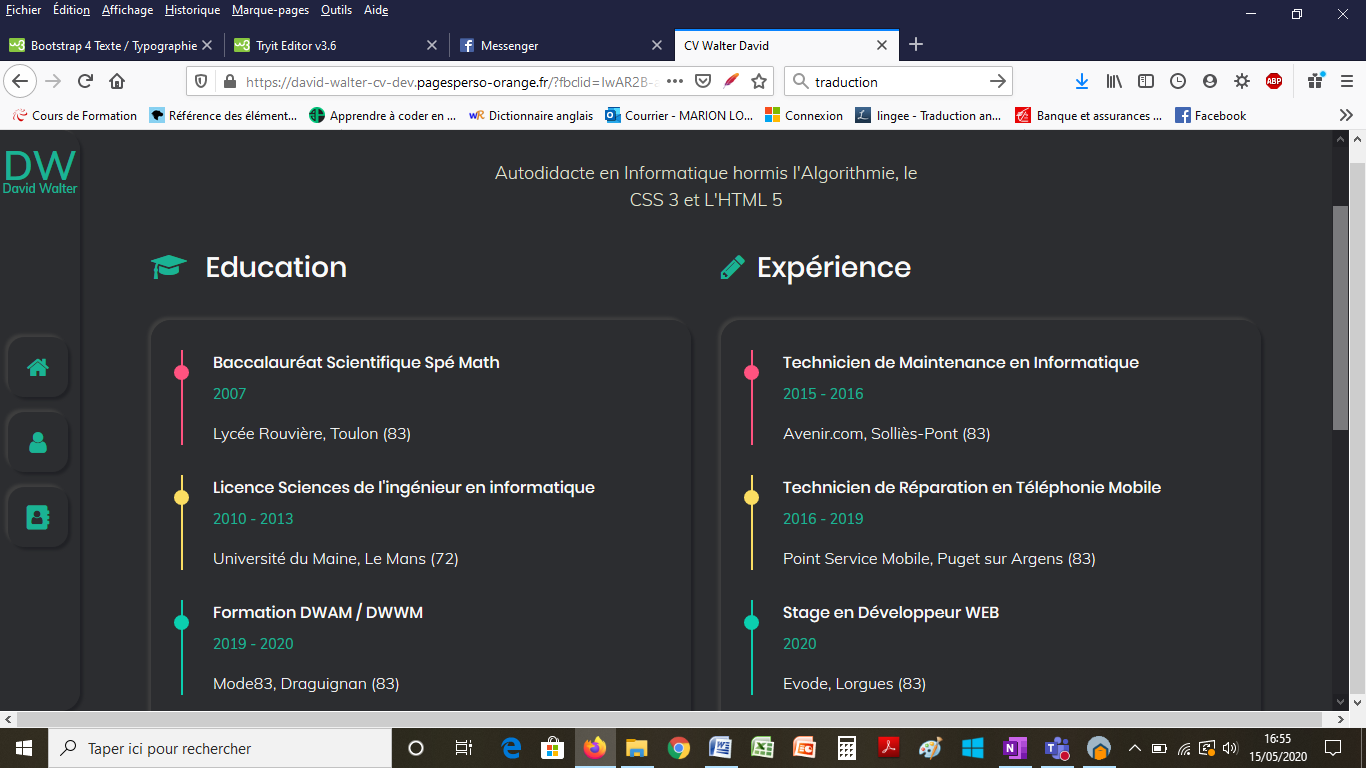 Fichier Édition Affichage Historique Marque-pages Outils Aide
Bootstrap 4 Texte / Typographie
Tryit Editor v3.6
Messenger
CV Walter David
https://david-walter-cv-dev.pagesperso-orange.fr/?fbclid=IwAR2B-
traduction
ABP
Cours de Formation
Référence des élément...
Apprendre à coder en ...
wR Dictionnaire anglais
Courrier - MARION LO...
Connexion
lingee - Traduction an...
Banque et assurances ...
Facebook
DW
David Walter
Autodidacte en Informatique hormis l'Algorithmie, le
CSS 3 et L'HTML 5
Education
Baccalauréat Scientifique Spé Math
2007
Lycée Rouvière, Toulon (83)
Licence Sciences de l'ingénieur en informatique
2010 - 2013
Université du Maine, Le Mans (72)
Formation DWAM / DWWM
2019 - 2020
Mode83, Draguignan (83)
Expérience
Technicien de Maintenance en Informatique
2015 - 2016
Avenir.com, Solliès-Pont (83)
Technicien de Réparation en Téléphonie Mobile
2016 - 2019
Point Service Mobile, Puget sur Argens (83)
Stage en Développeur WEB
2020
Evode, Lorgues (83)
Taper ici pour rechercher
16:55
15/05/2020